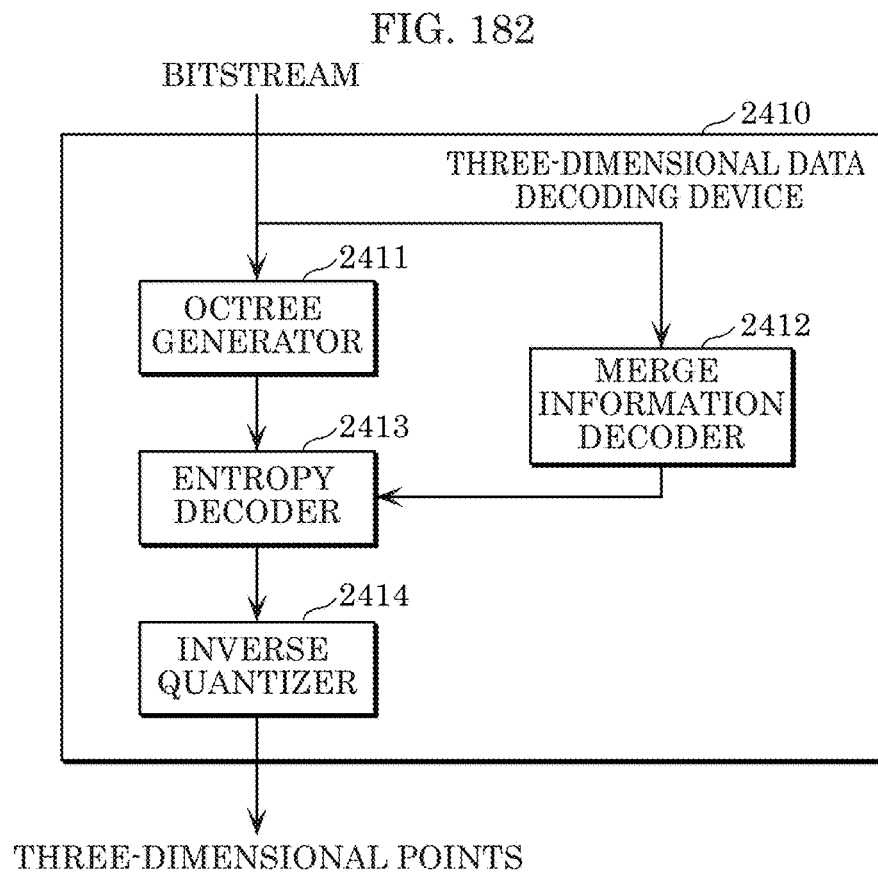 FIG. 182
BITSTREAM
2410
THREE-DIMENSIONAL DATA
DECODING DEVICE
2411
OCTREE
GENERATOR
2412
MERGE
INFORMATION
DECODER
2413
ENTROPY
DECODER
2414
INVERSE
QUANTIZER
THREE-DIMENSIONAL POINTS